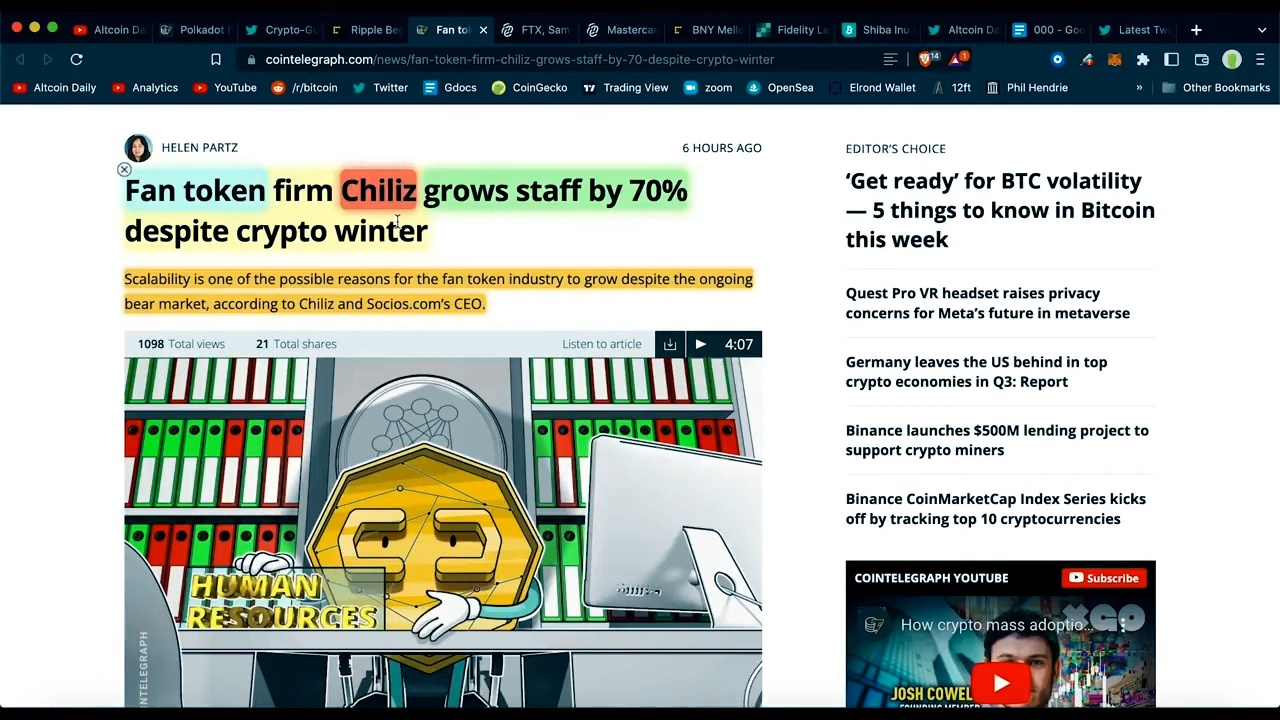 Altcoin Da
Polkadot
Crypto-G
Ripple Be
Fan to
FTX, Sam
Mastercar
BNY Mello
Fidelity L
Shiba Inu
Altcoin Da
000 - Goo
Latest Tw
cointelegraph.com/news/fan-token-firm-chiliz-grows-staff-by-70-despite-crypto-winter
14
1
Altcoin Daily
Analytics
YouTube
/r/bitcoin
Twitter
Gdocs
CoinGecko
Trading View
zoom
OpenSea
Elrond Wallet
12ft
Phil Hendrie
»
Other Bookmarks
HELEN PARTZ
6 HOURS AGO
Fan token firm Chiliz grows staff by 70%
despite crypto winter
Scalability is one of the possible reasons for the fan token industry to grow despite the ongoing
bear market, according to Chiliz and Socios.com's CEO.
1098 Total views
21 Total shares
Listen to article
4:07
HUMAN
RESOURCES
COINTELEGRAPH
EDITOR'S CHOICE
‘Get ready’ for BTC volatility
— 5 things to know in Bitcoin
this week
Quest Pro VR headset raises privacy
concerns for Meta's future in metaverse
Germany leaves the US behind in top
crypto economies in Q3: Report
Binance launches $500M lending project to
support crypto miners
Binance CoinMarketCap Index Series kicks
off by tracking top 10 cryptocurrencies
COINTELEGRAPH YOUTUBE
Subscribe
How crypto mass adoptio...
JOSH COWEL
FOUNDING MEMBER